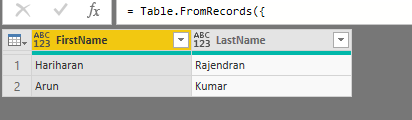 fx = Table.FromRecords({
ABC 123 FirstName ABC 123 LastName
1 Hariharan Rajendran
2 Arun Kumar